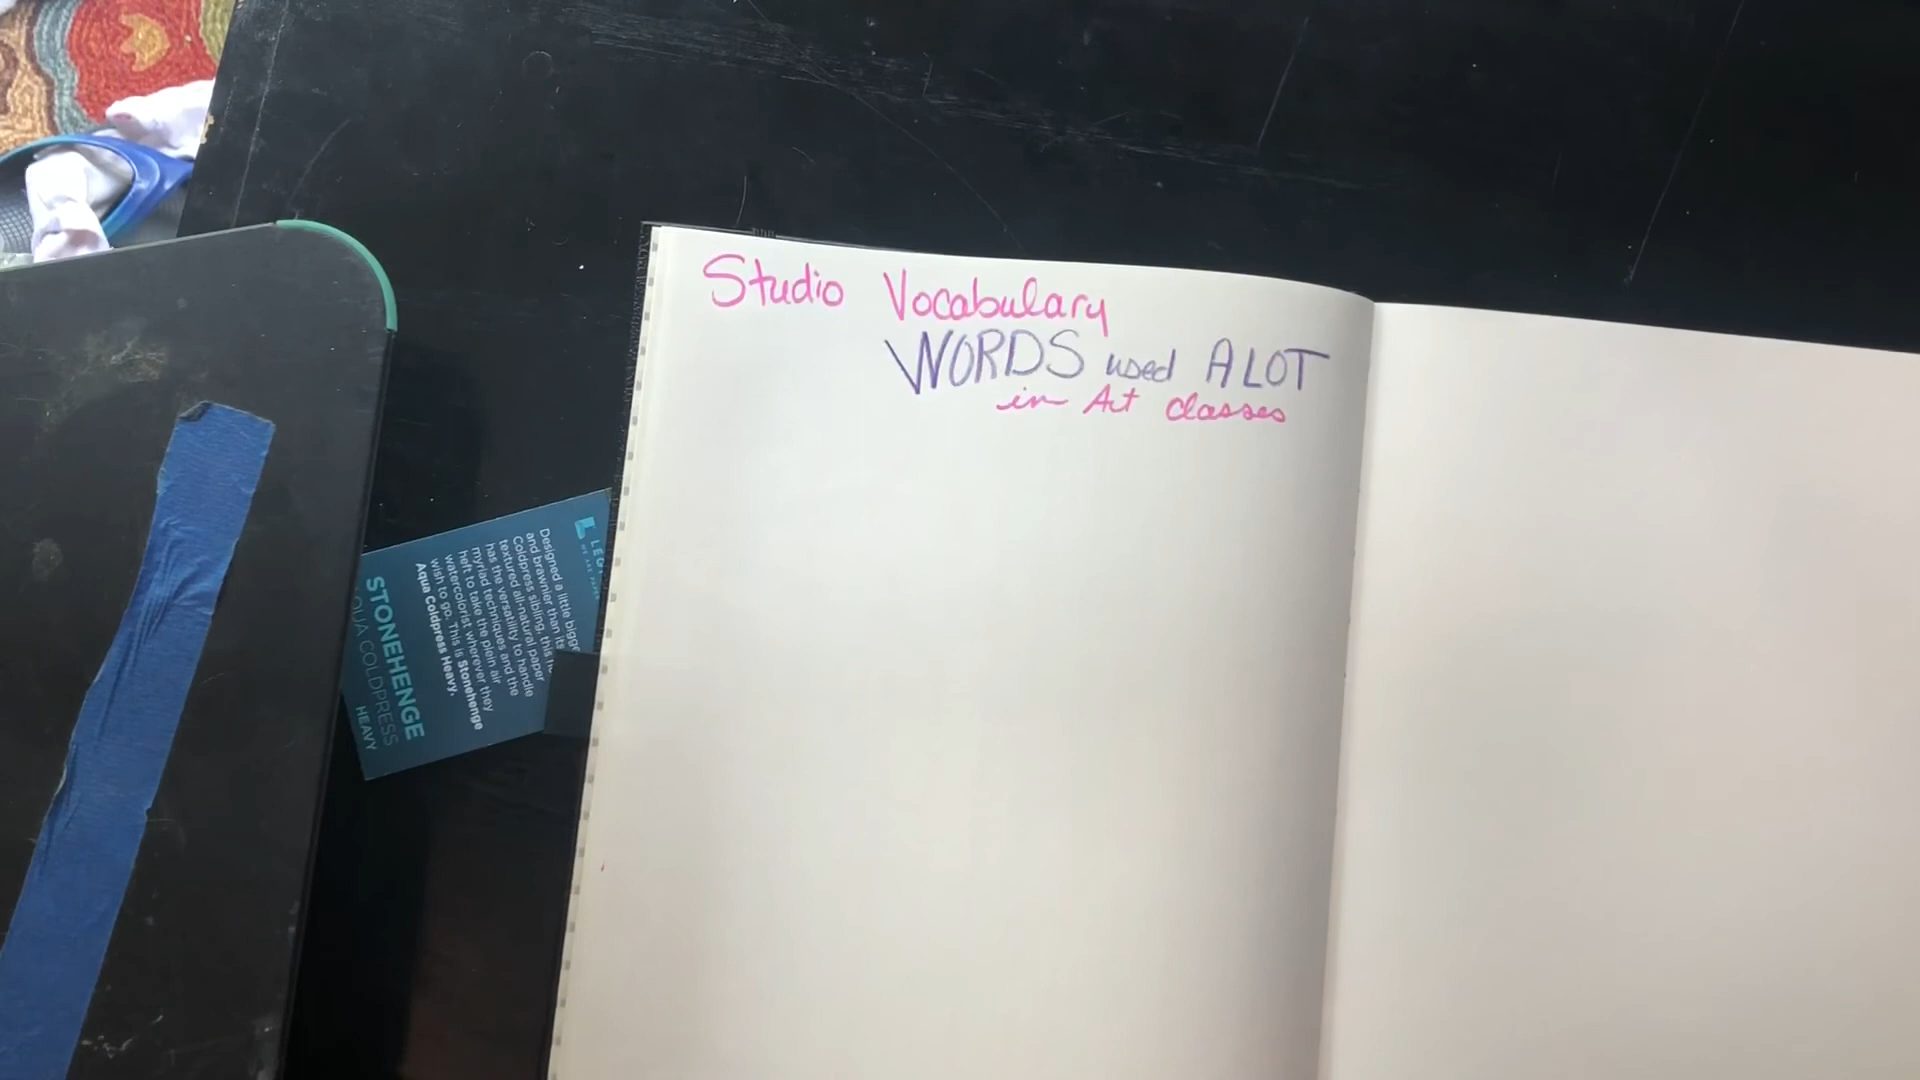 Studio Vocabulary
WORDS used A LOT
in Art classes
Designed a little
and brawnier than its
Coldpress sibling, this
textured all-natural paper
has the versatility to handle
myriad techniques and the
heft to take the plein air
watercolorist wherever they
wish to go. This is Stonehenge
Aqua Coldpress Heavy.
STONEHENGE
COLDPRESS
HEAVY